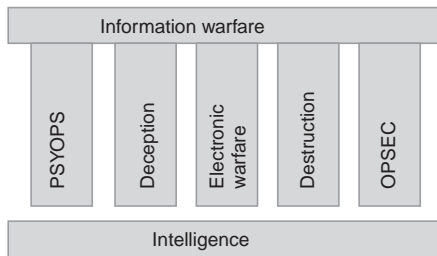 Information warfare
PSYOPS
Deception
Electronic
warfare
Destruction
OPSEC
Intelligence